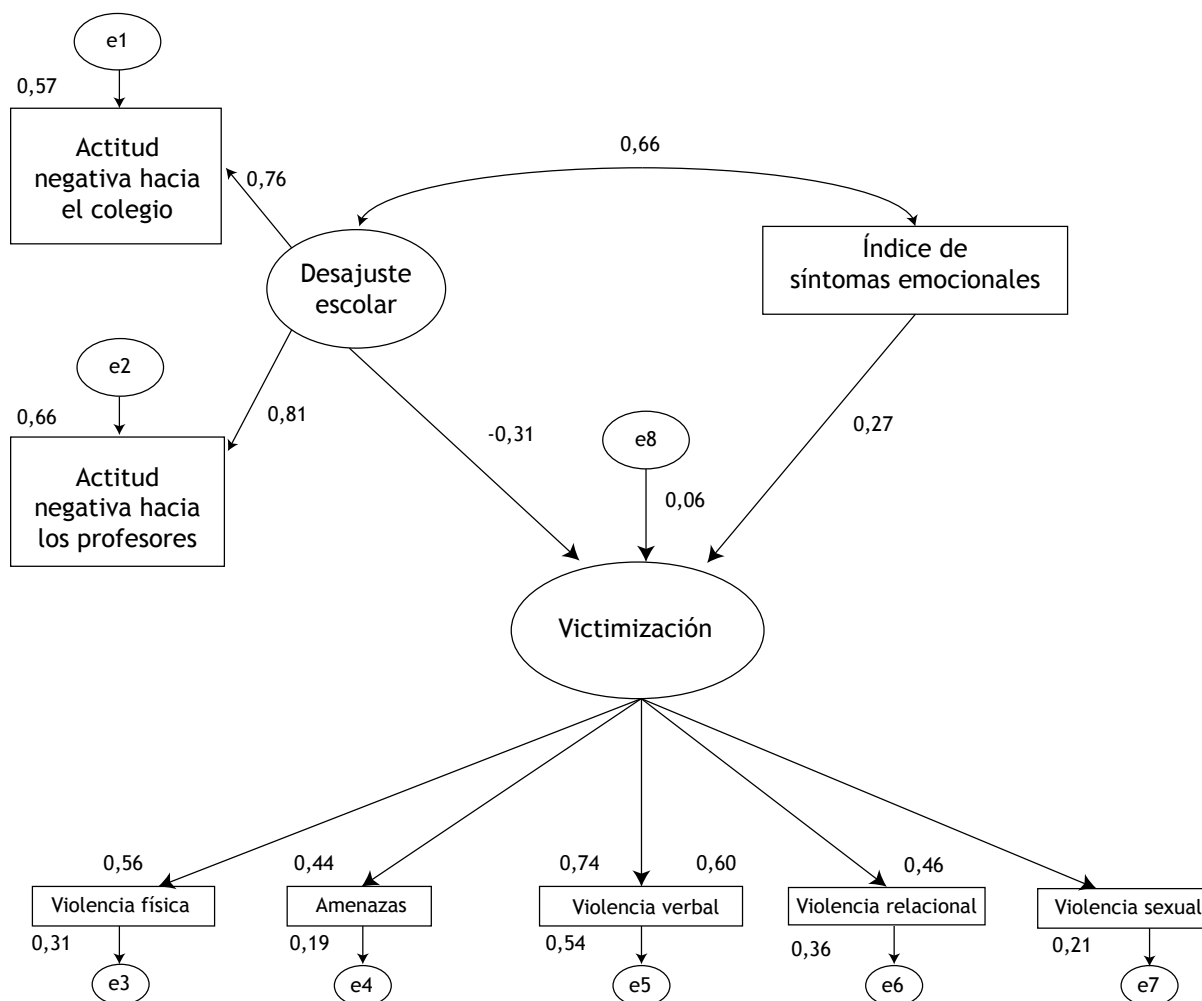 e1
0,57
Actitud
negativa hacia
el colegio
0,76
0,66
Desajuste
escolar
Índice de
síntomas emocionales
e2
0,66
0,81
Actitud
negativa hacia
los profesores
-0,31
e8
0,06
0,27
Victimización
0,56
0,44
0,74
0,60
0,46
Violencia física
Amenazas
Violencia verbal
Violencia relacional
Violencia sexual
0,31
0,19
0,54
0,36
0,21
e3
e4
e5
e6
e7